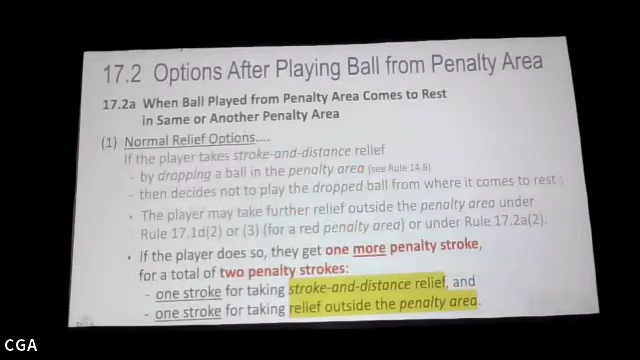 17.2 Options After Playing Ball from Penalty Area
17.2a When Ball Played from Penalty Area Comes to Rest
in Same or Another Penalty Area
(1) Normal Relief Options....
If the player takes stroke-and-distance relief
- by dropping a ball in the penalty area (see Rule 14.6)
- then decides not to play the dropped ball from where it comes to rest :
• The player may take further relief outside the penalty area under
Rule 17.1d(2) or (3) (for a red penalty area) or under Rule 17.2a(2).
• If the player does so, they get one more penalty stroke,
for a total of two penalty strokes:
- one stroke for taking stroke-and-distance relief, and
- one stroke for taking relief outside the penalty area.
CGA